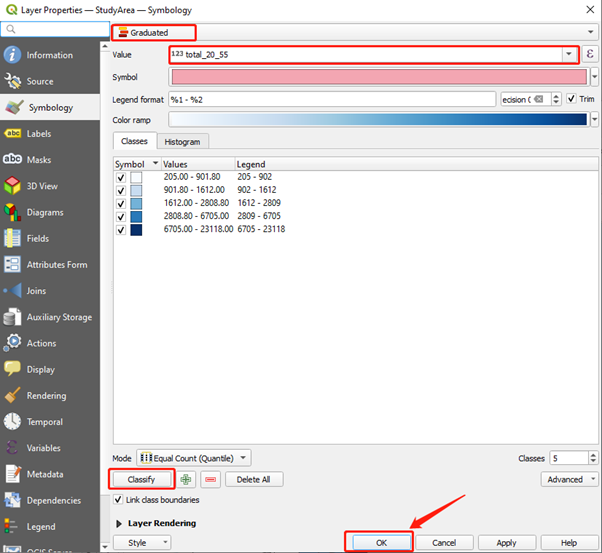 Layer Properties — StudyArea — Symbology
Graduated
Information
Source
Symbology
Labels
Masks
3D View
Diagrams
Fields
Attributes Form
Joins
Auxiliary Storage
Actions
Display
Rendering
Temporal
Variables
Metadata
Dependencies
Legend
Value 123 total_20_55 ε
Symbol
Legend format %1 - %2 ecision 0 Trim
Color ramp
Classes Histogram
Symbol Values Legend
205.00 - 901.80 205 - 902
901.80 - 1612.00 902 - 1612
1612.00 - 2808.80 1612 - 2809
2808.80 - 6705.00 2809 - 6705
6705.00 - 23118.00 6705 - 23118
Mode Equal Count (Quantile) Classes 5
Classify Delete All Advanced
Link class boundaries
Layer Rendering
Style OK Cancel Apply Help